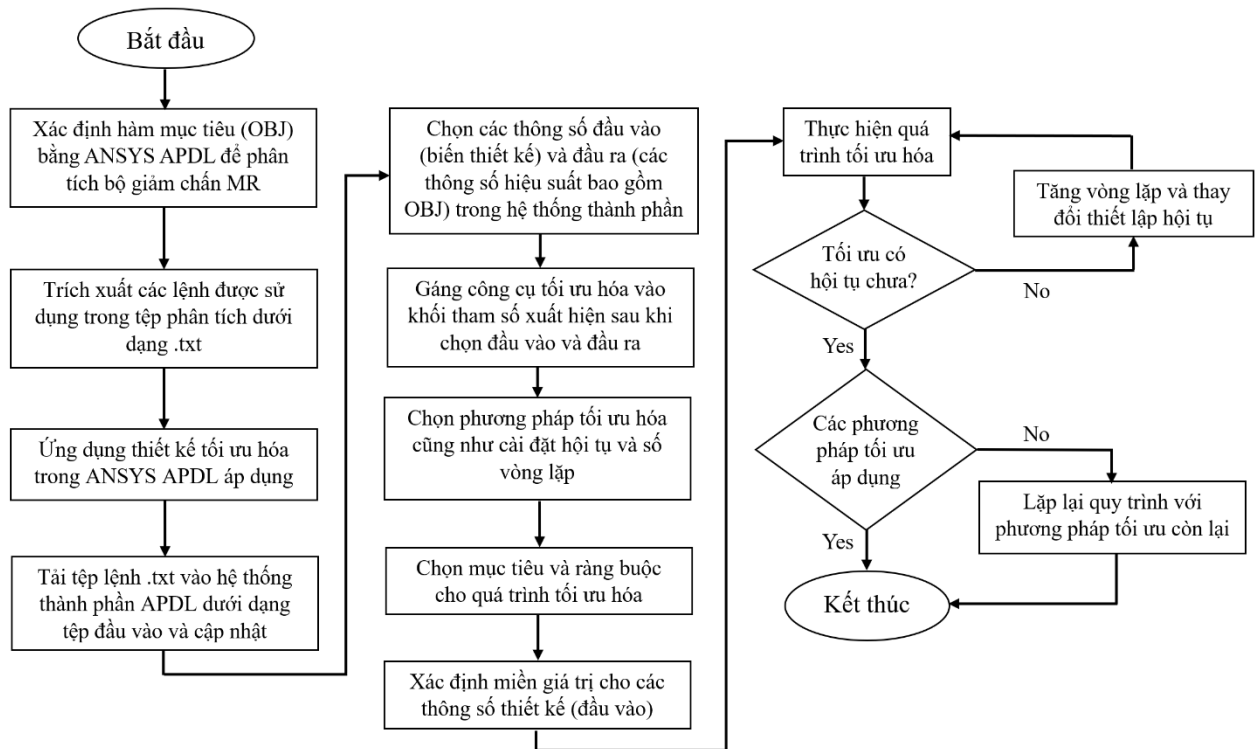 Bắt đầu
Xác định hàm mục tiêu (OBJ)
bằng ANSYS APDL để phân
tích bộ giảm chấn MR
Trích xuất các lệnh được sử
dụng trong tệp phân tích dưới
dạng .txt
Ứng dụng thiết kế tối ưu hóa
trong ANSYS APDL áp dụng
Tải tệp lệnh .txt vào hệ thống
thành phần APDL dưới dạng
tệp đầu vào và cập nhật
Chọn các thông số đầu vào
(biến thiết kế) và đầu ra (các
thông số hiệu suất bao gồm
OBJ) trong hệ thống thành phần
Gáng công cụ tối ưu hóa vào
khối tham số xuất hiện sau khi
chọn đầu vào và đầu ra
Chọn phương pháp tối ưu hóa
cũng như cài đặt hội tụ và số
vòng lặp
Chọn mục tiêu và ràng buộc
cho quá trình tối ưu hóa
Xác định miền giá trị cho các
thông số thiết kế (đầu vào)
Thực hiện quá
trình tối ưu hóa
Tăng vòng lặp và thay
đổi thiết lập hội tụ
Tối ưu có
hội tụ chưa?
No
Yes
Các phương
pháp tối ưu
áp dụng
No
Lặp lại quy trình với
phương pháp tối ưu còn lại
Yes
Kết thúc